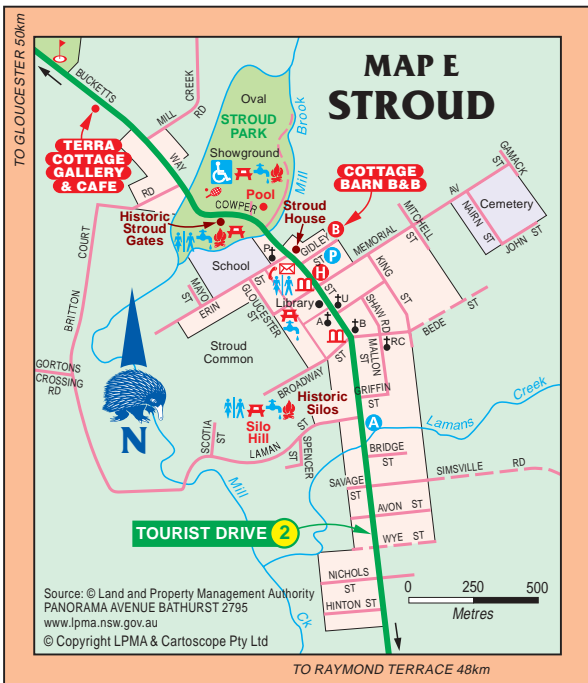 TO GLOUCESTER 50km
MAP E
STROUD
BUCKETTS
WAY
MILL
CREEK
RD
RD
TERRA
COTTAGE
GALLERY
& CAFE
Oval
STROUD
PARK
Showground
Pool
Brook
Mill
COWPER
ST
Historic
Stroud
Gates
Stroud
House
COTTAGE
BARN B&B
B
GIDLEY
ST
P
H
MEMORIAL
AV
MITCHELL
ST
GAMACK
ST
Cemetery
NAIRN
ST
JOHN ST
COURT
BRITTON
School
P
MAYO
ST
ERIN
ST
GLOUCESTER
ST
Library
U
A
B
RC
KING
ST
SHAW RD
MALLON
ST
BEDE
ST
Stroud
Common
BROADWAY
ST
GRIFFIN
ST
GORTONS
CROSSING
RD
N
Historic
Silos
Silo
Hill
SCOTIA
ST
LAMAN
ST
SPENCER
ST
A
Lamans
Creek
BRIDGE
ST
SAVAGE
ST
SIMSVILLE
RD
AVON ST
WYE ST
Mill
Ck
TOURIST DRIVE 2
NICHOLS
ST
HINTON ST
0 250 500
Metres
Source: © Land and Property Management Authority
PANORAMA AVENUE BATHURST 2795
www.lpma.nsw.gov.au
© Copyright LPMA & Cartoscope Pty Ltd
TO RAYMOND TERRACE 48km